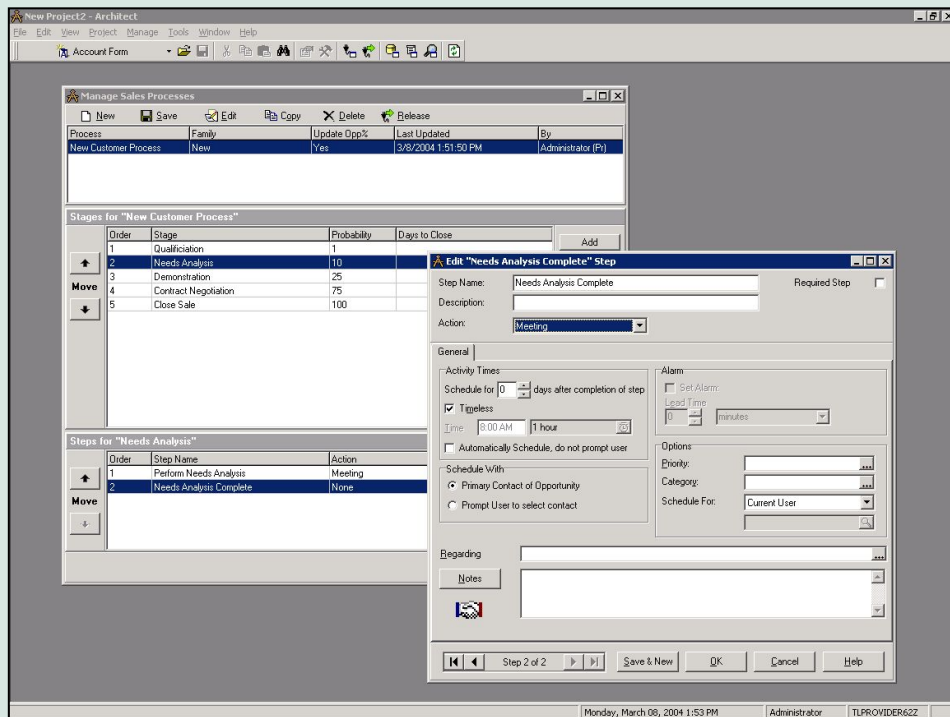 New Project2 - Architect
File Edit View Project Manage Tools Window Help
Account Form
Manage Sales Processes
New Save Edit Copy Delete Release
Process Family Update Opp% Last Updated By
New Customer Process New Yes 3/8/2004 1:51:50 PM Administrator (Pr)
Stages for "New Customer Process"
Order Stage Probability Days to Close
1 Qualificiation 1
2 Needs Analysis 10
3 Demonstration 25
4 Contract Negotiation 75
5 Close Sale 100
Move
Add
Steps for "Needs Analysis"
Order Step Name Action
1 Perform Needs Analysis Meeting
2 Needs Analysis Complete None
Move
Edit "Needs Analysis Complete" Step
Step Name: Needs Analysis Complete Required Step
Description:
Action: Meeting
General
Activity Times
Schedule for 0 days after completion of step
Timeless
Time 8:00 AM 1 hour
Automatically Schedule, do not prompt user
Schedule With
Primary Contact of Opportunity
Prompt User to select contact
Alarm
Set Alarm
Lead Time
0 minutes
Options
Priority: ...
Category: ...
Schedule For: Current User
Regarding ...
Notes
Step 2 of 2 Save & New OK Cancel Help
Monday, March 08, 2004 1:53 PM Administrator TLPROVIDER62Z